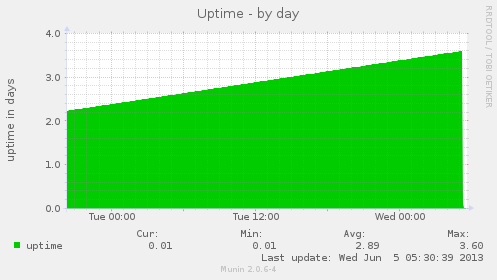 Uptime - by day
RRDTOOL / TOBI OETIKER
uptime in days
4.0
3.0
2.0
1.0
0.0
Tue 00:00 Tue 12:00 Wed 00:00
Cur: Min: Avg: Max:
uptime 0.01 0.01 2.89 3.60
Last update: Wed Jun 5 05:30:39 2013
Munin 2.0.6-4